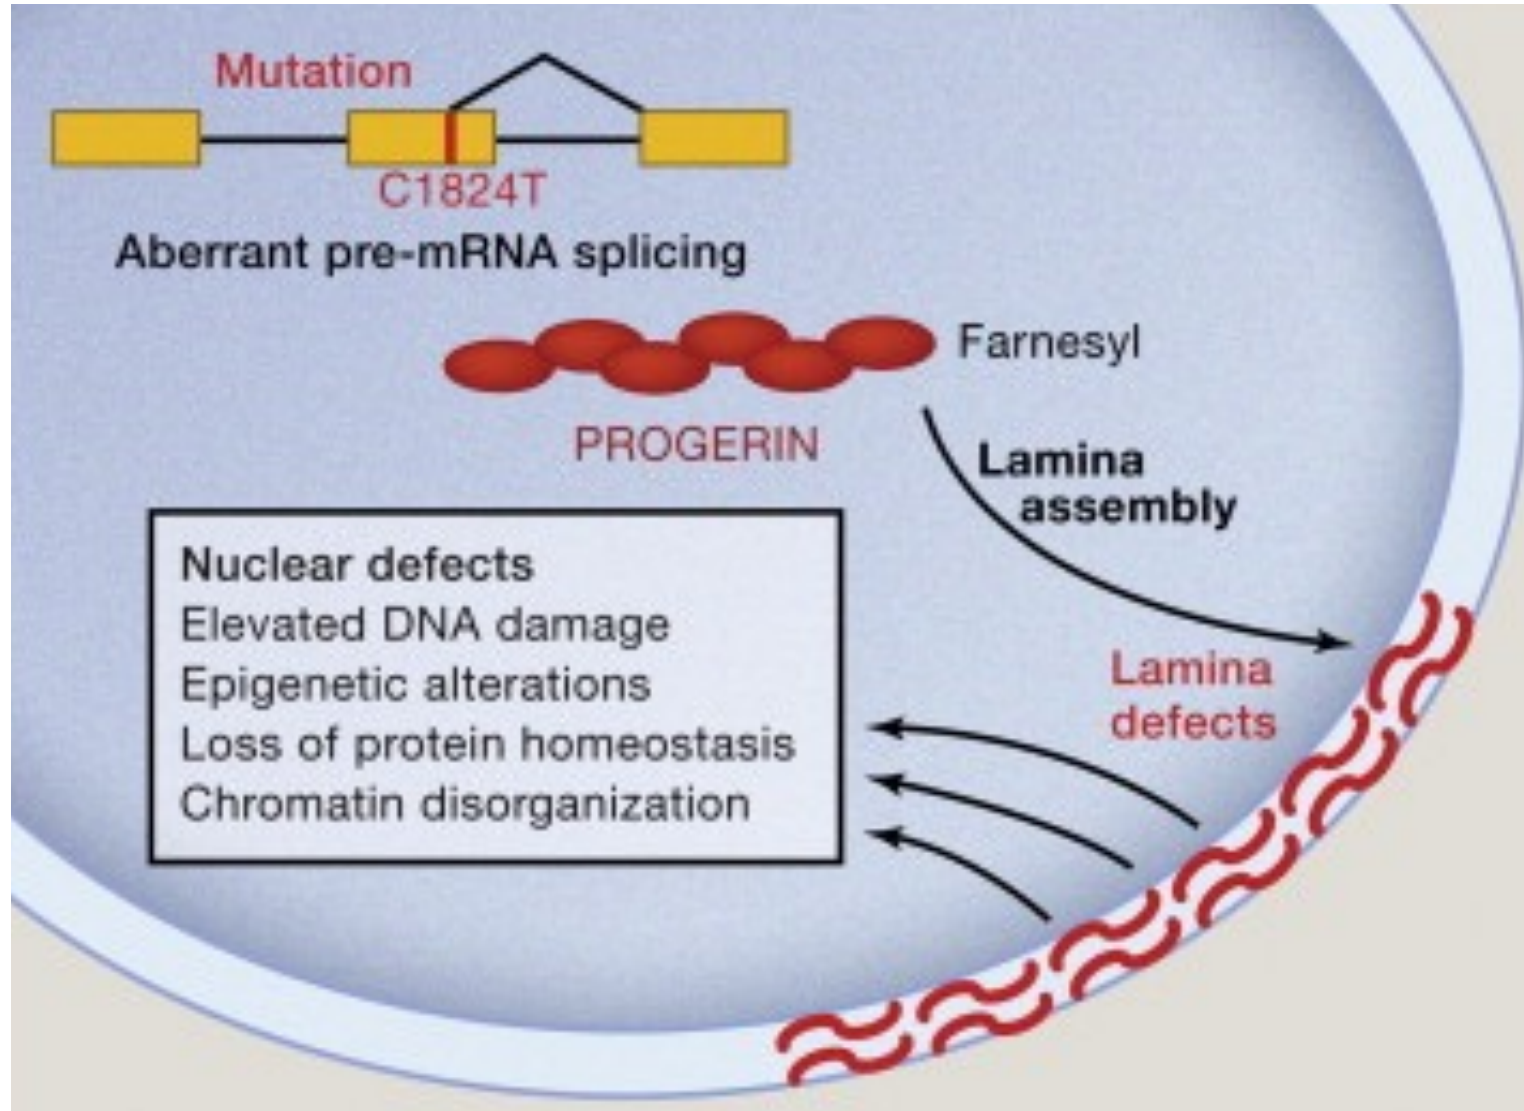 Mutation
C1824T
Aberrant pre-mRNA splicing
Farnesyl
PROGERIN
Lamina
assembly
Nuclear defects
Elevated DNA damage
Epigenetic alterations
Loss of protein homeostasis
Chromatin disorganization
Lamina
defects